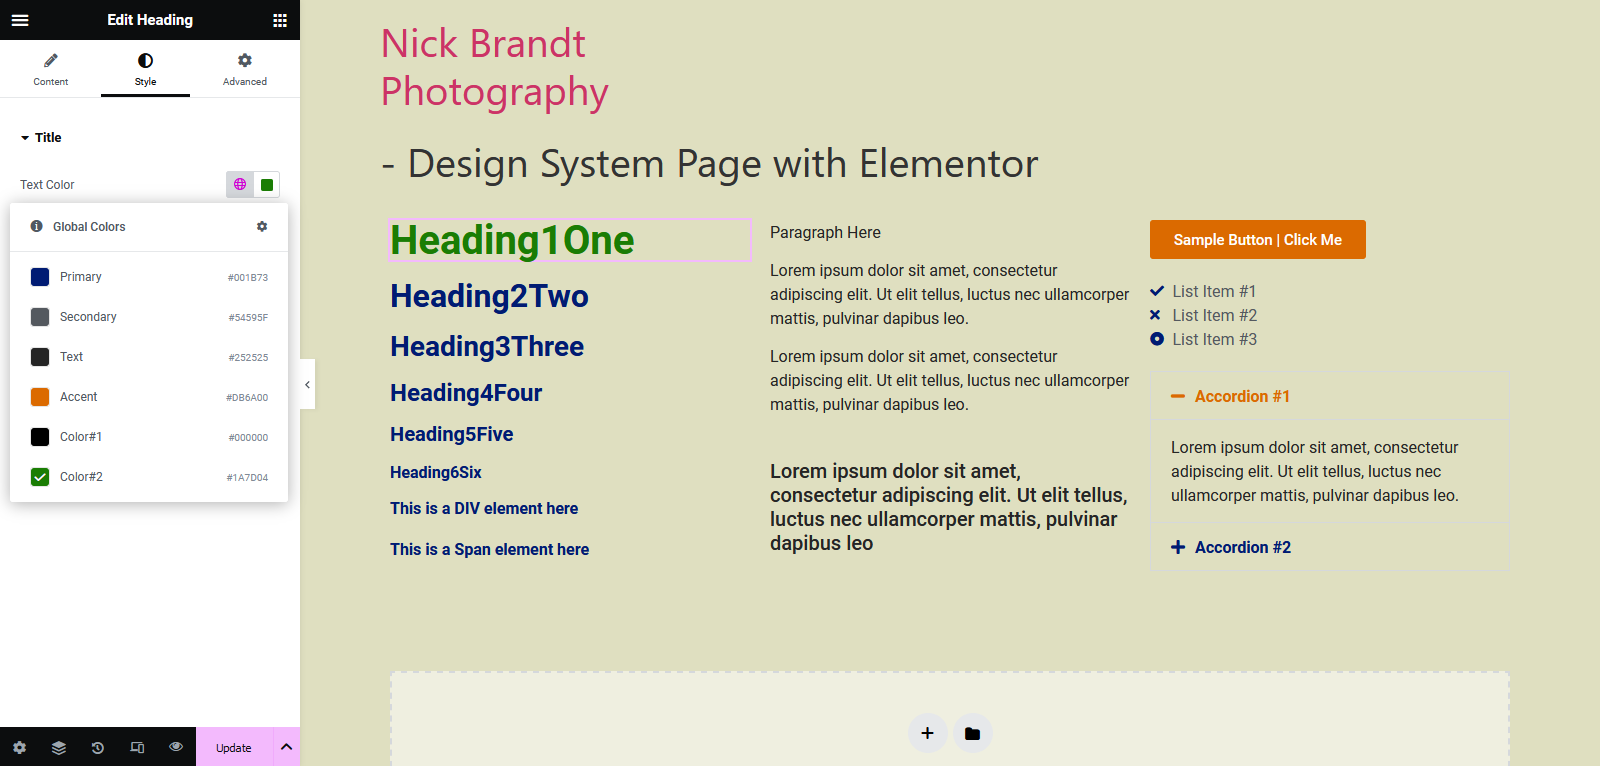 Edit Heading
Content
Style
Advanced
Title
Text Color
Global Colors
Primary #001B73
Secondary #54595F
Text #252525
Accent #DB6A00
Color#1 #000000
Color#2 #1A7D04
Update
Nick Brandt
Photography
- Design System Page with Elementor
Heading1One
Heading2Two
Heading3Three
Heading4Four
Heading5Five
Heading6Six
This is a DIV element here
This is a Span element here
Paragraph Here
Lorem ipsum dolor sit amet, consectetur
adipiscing elit. Ut elit tellus, luctus nec ullamcorper
mattis, pulvinar dapibus leo.
Lorem ipsum dolor sit amet, consectetur
adipiscing elit. Ut elit tellus, luctus nec ullamcorper
mattis, pulvinar dapibus leo.
Lorem ipsum dolor sit amet,
consectetur adipiscing elit. Ut elit tellus,
luctus nec ullamcorper mattis, pulvinar
dapibus leo
Sample Button | Click Me
List Item #1
List Item #2
List Item #3
Accordion #1
Lorem ipsum dolor sit amet, consectetur
adipiscing elit. Ut elit tellus, luctus nec
ullamcorper mattis, pulvinar dapibus leo.
Accordion #2